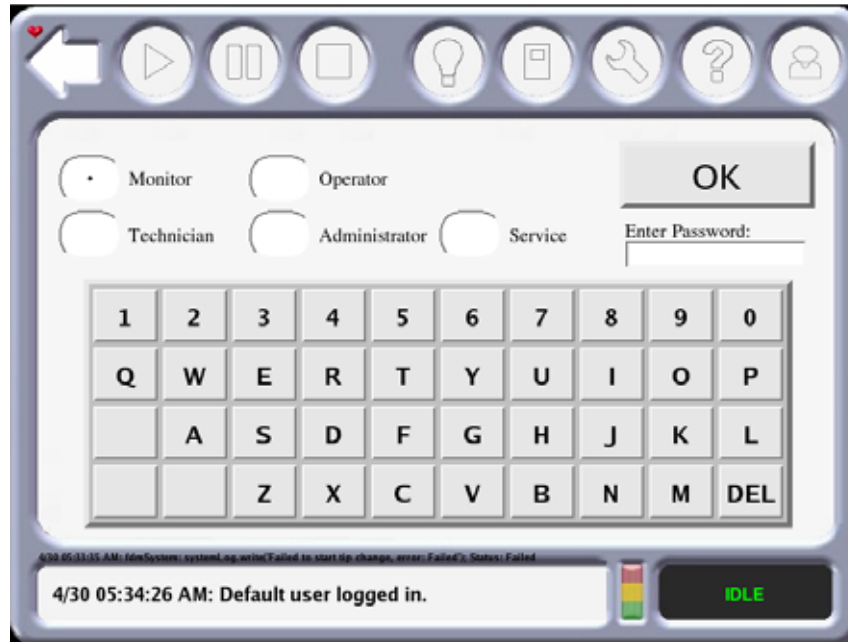 Monitor Operator OK
Technician Administrator Service Enter Password:
1 2 3 4 5 6 7 8 9 0
Q W E R T Y U I O P
A S D F G H J K L
Z X C V B N M DEL
4/30 05:33:35 AM: fdmSystem: systemLog.write('Failed to start tip change, error: Failed'); Status: Failed
4/30 05:34:26 AM: Default user logged in. IDLE